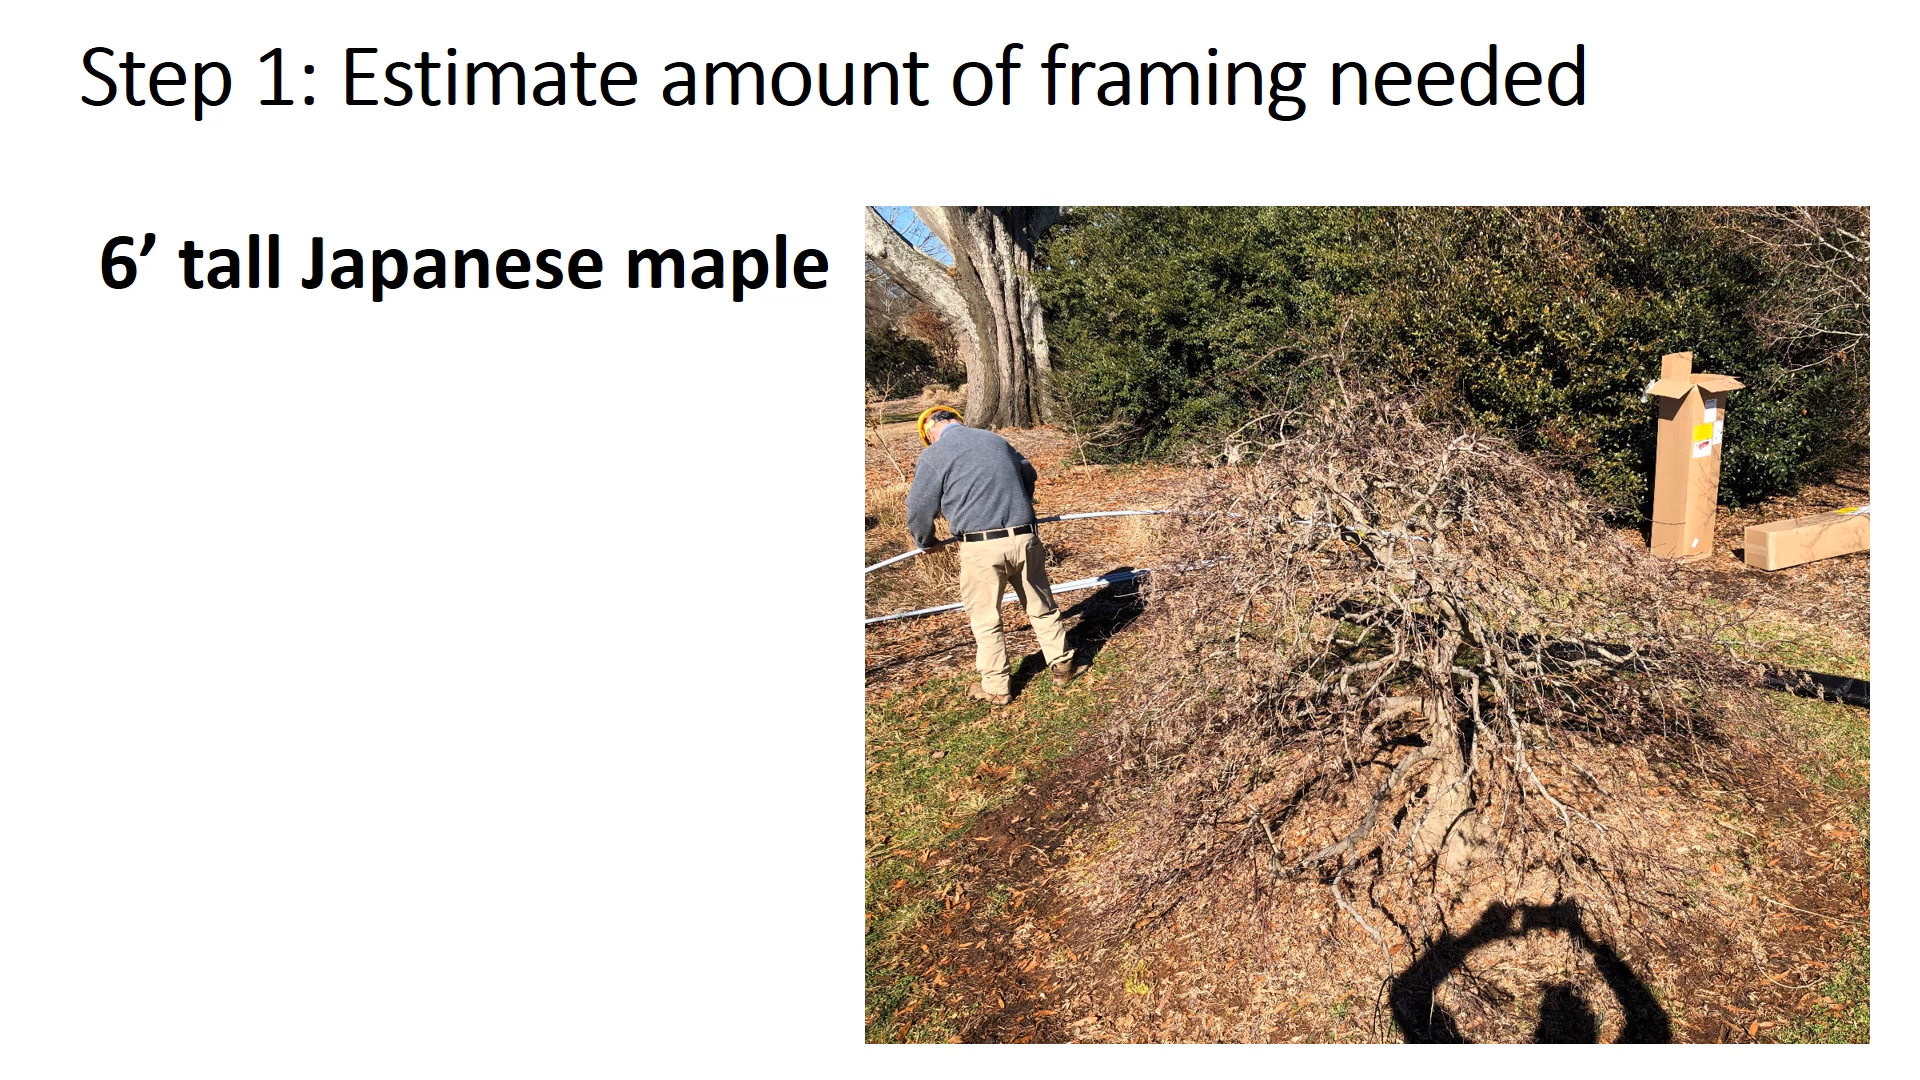 Step 1: Estimate amount of framing needed
6’ tall Japanese maple